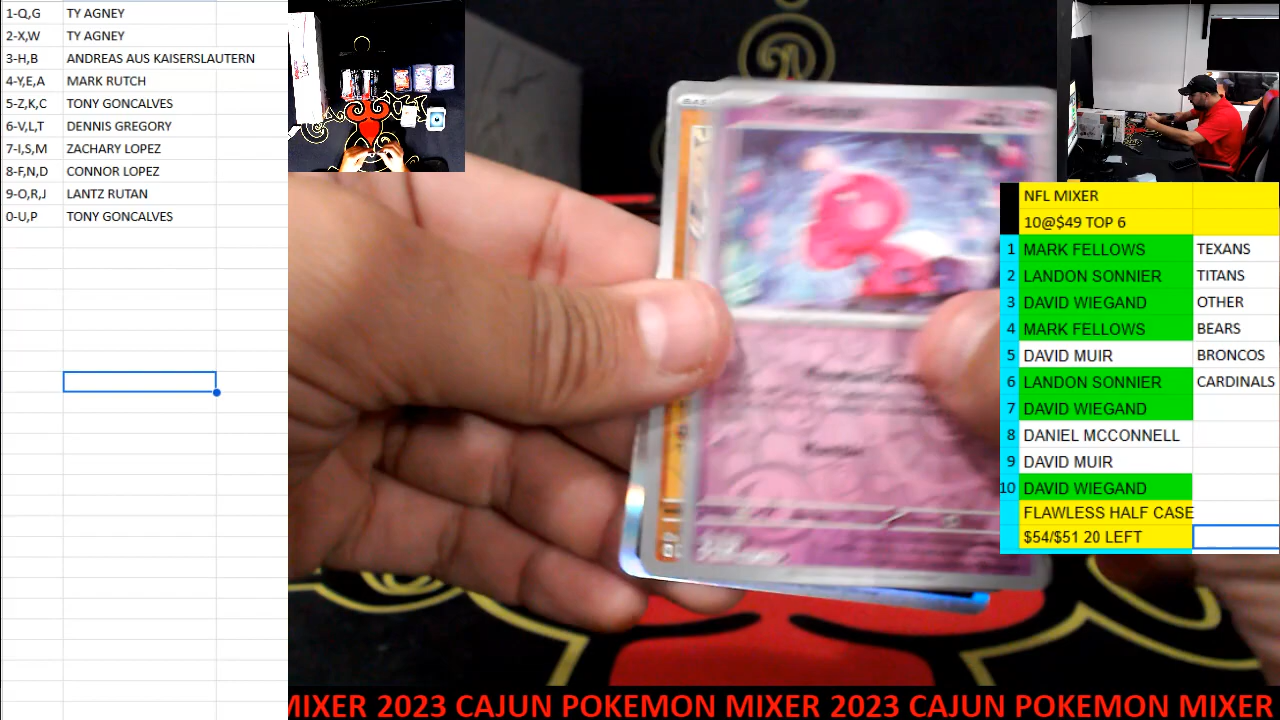 1-Q,G TY AGNEY
2-X,W TY AGNEY
3-H,B ANDREAS AUS KAISERSLAUTERN
4-Y,E,A MARK RUTCH
5-Z,K,C TONY GONCALVES
6-V,L,T DENNIS GREGORY
7-I,S,M ZACHARY LOPEZ
8-F,N,D CONNOR LOPEZ
9-O,R,J LANTZ RUTAN
0-U,P TONY GONCALVES
NFL MIXER
10@$49 TOP 6
1 MARK FELLOWS TEXANS
2 LANDON SONNIER TITANS
3 DAVID WIEGAND OTHER
4 MARK FELLOWS BEARS
5 DAVID MUIR BRONCOS
6 LANDON SONNIER CARDINALS
7 DAVID WIEGAND
8 DANIEL MCCONNELL
9 DAVID MUIR
10 DAVID WIEGAND
FLAWLESS HALF CASE
$54/$51 20 LEFT
MIXER 2023 CAJUN POKEMON MIXER 2023 CAJUN POKEMON MIXER